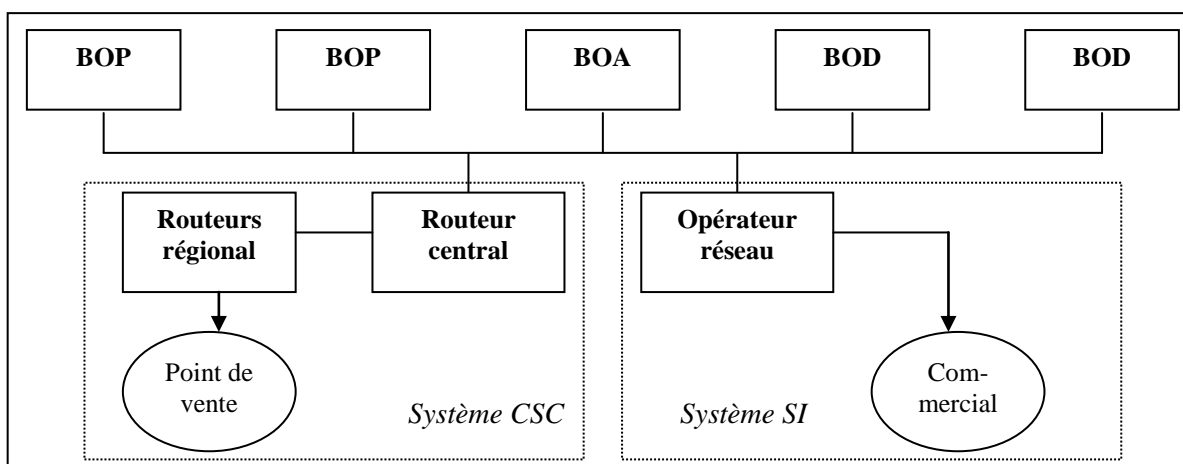 BOP
BOP
BOA
BOD
BOD
Routeurs
régional
Routeur
central
Opérateur
réseau
Point de
vente
Système CSC
Système SI
Com-
mercial